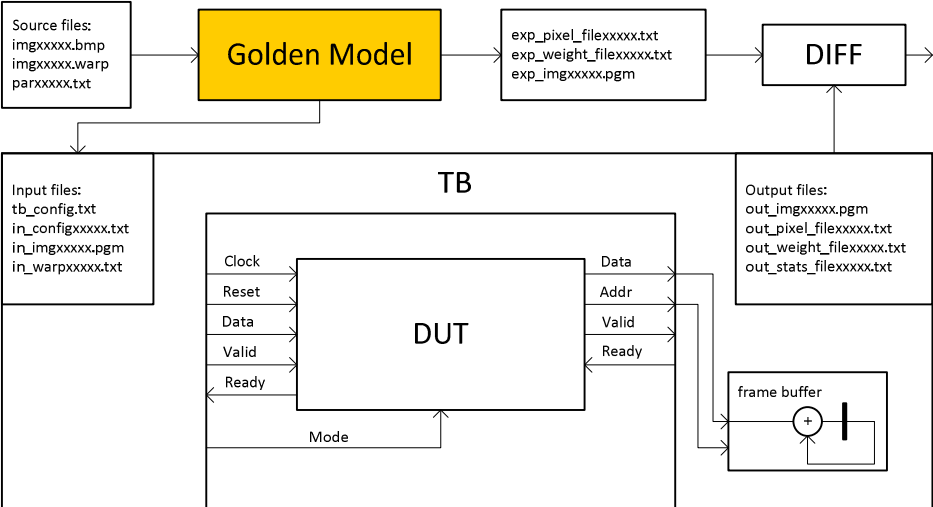 Source files:
imgxxxxx.bmp
imgxxxxx.warp
parxxxxx.txt
Golden Model
exp_pixel_filexxxxx.txt
exp_weight_filexxxxx.txt
exp_imgxxxxx.pgm
DIFF
TB
Input files:
tb_config.txt
in_configxxxxx.txt
in_imgxxxxx.pgm
in_warpxxxxx.txt
Output files:
out_imgxxxxx.pgm
out_pixel_filexxxxx.txt
out_weight_filexxxxx.txt
out_stats_filexxxxx.txt
Clock
Reset
Data
Valid
Ready
DUT
Mode
Data
Addr
Valid
Ready
frame buffer
+